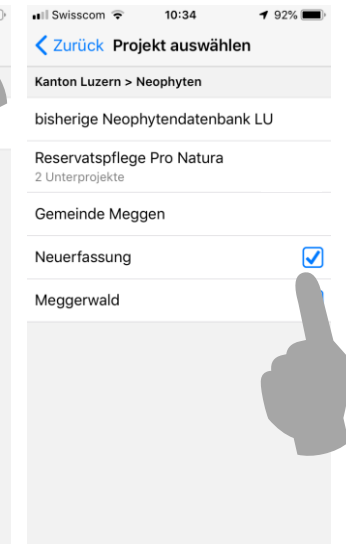 Swisscom 10:34 92%
Zurück Projekt auswählen
Kanton Luzern > Neophyten
bisherige Neophytendatenbank LU
Reservatspflege Pro Natura
2 Unterprojekte
Gemeinde Meggen
Neuerfassung
Meggerwald